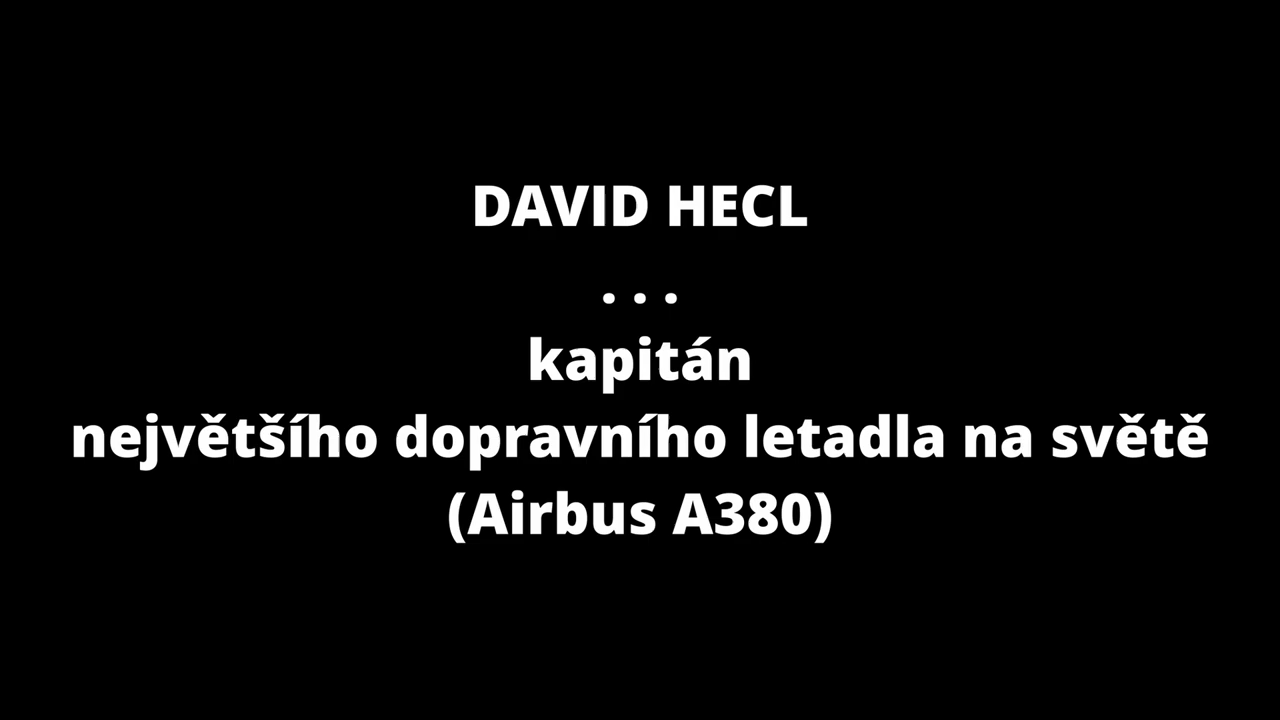 DAVID HECL
. . .
kapitán
největšího dopravního letadla na světě
(Airbus A380)